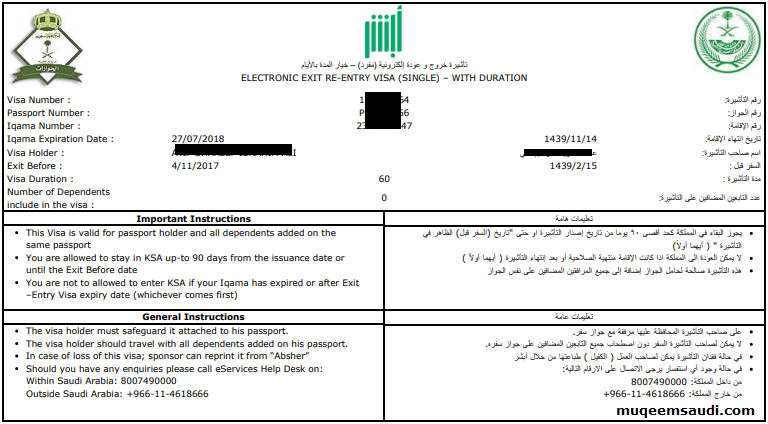 أبشر
تأشيرة خروج و عودة إلكترونية (مفرد) – خيار المدة بالأيام
ELECTRONIC EXIT RE-ENTRY VISA (SINGLE) – WITH DURATION
Visa Number : 1 64 رقم التأشيرة:
Passport Number : P 66 رقم الجواز:
Iqama Number : 23 47 رقم الإقامة:
Iqama Expiration Date : 27/07/2018 1439/11/14 تاريخ انتهاء الإقامة:
Visa Holder : اسم صاحب التأشيرة:
Exit Before : 4/11/2017 1439/2/15 السفر قبل :
Visa Duration : 60 مدة التأشيرة :
Number of Dependents
include in the visa : 0 عدد التابعين المضافين على التأشيرة:
Important Instructions
• This Visa is valid for passport holder and all dependents added on the
same passport
• You are allowed to stay in KSA up-to 90 days from the issuance date or
until the Exit Before date
• You are not to allowed to enter KSA if your Iqama has expired or after Exit
–Entry Visa expiry date (whichever comes first)
تعليمات هامة
• يجوز البقاء في المملكة كحد أقصى ٩٠ يوما من تاريخ إصدار التأشيرة او حتى "تاريخ (السفر قبل) الظاهر في
التأشيرة " ( أيهما أولاً)
• لا يمكن العودة الى المملكة اذا كانت الإقامة منتهية الصلاحية أو بعد إنتهاء التأشيرة ( أيهما أولاً )
• هذه التأشيرة صالحة لحامل الجواز إضافة إلى جميع المرافقين المضافين على نفس الجواز
General Instructions
• The visa holder must safeguard it attached to his passport.
• The visa holder should travel with all dependents added on his passport.
• In case of loss of this visa; sponsor can reprint it from “Absher”
• Should you have any enquiries please call eServices Help Desk on:
Within Saudi Arabia: 8007490000
Outside Saudi Arabia: +966-11-4618666
تعليمات عامة
• على صاحب التأشيرة المحافظة عليها مرفقة مع جواز سفر.
• لا يمكن لصاحب التأشيرة السفر دون اصطحاب جميع التابعين المضافين على جواز سفره.
• في حالة فقدان التأشيرة يمكن لصاحب العمل ( الكفيل ) طباعتها من خلال أبشر
• في حالة وجود أي استفسار يرجى الاتصال على الارقام التالية:
من داخل المملكة: 8007490000
من خارج المملكة: 966-11-4618666+
muqeemsaudi.com